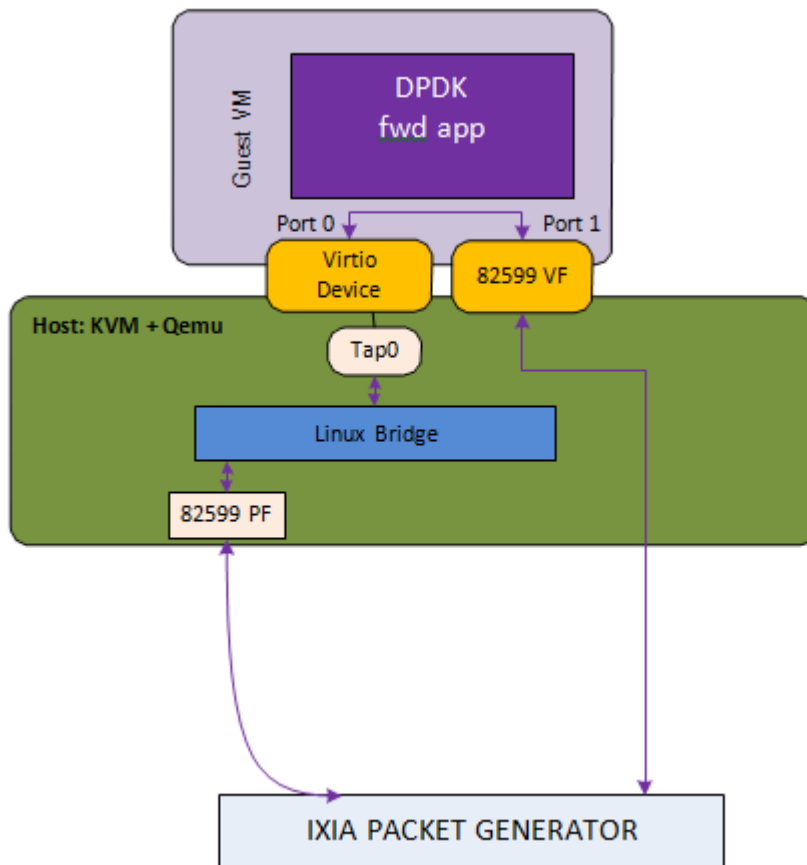 DPDK
fwd app
Guest VM
Port 0
Port 1
Virtio
Device
82599 VF
Host: KVM + Qemu
Tap0
Linux Bridge
82599 PF
IXIA PACKET GENERATOR